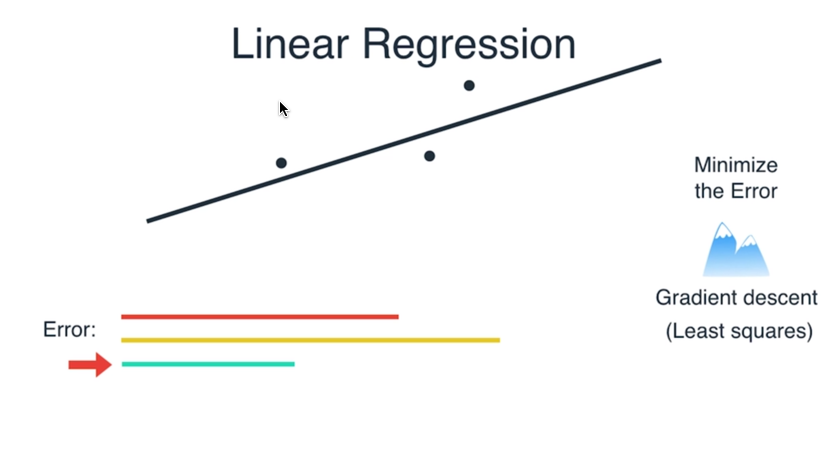 Linear Regression
Minimize
the Error
Gradient descent
(Least squares)
Error: